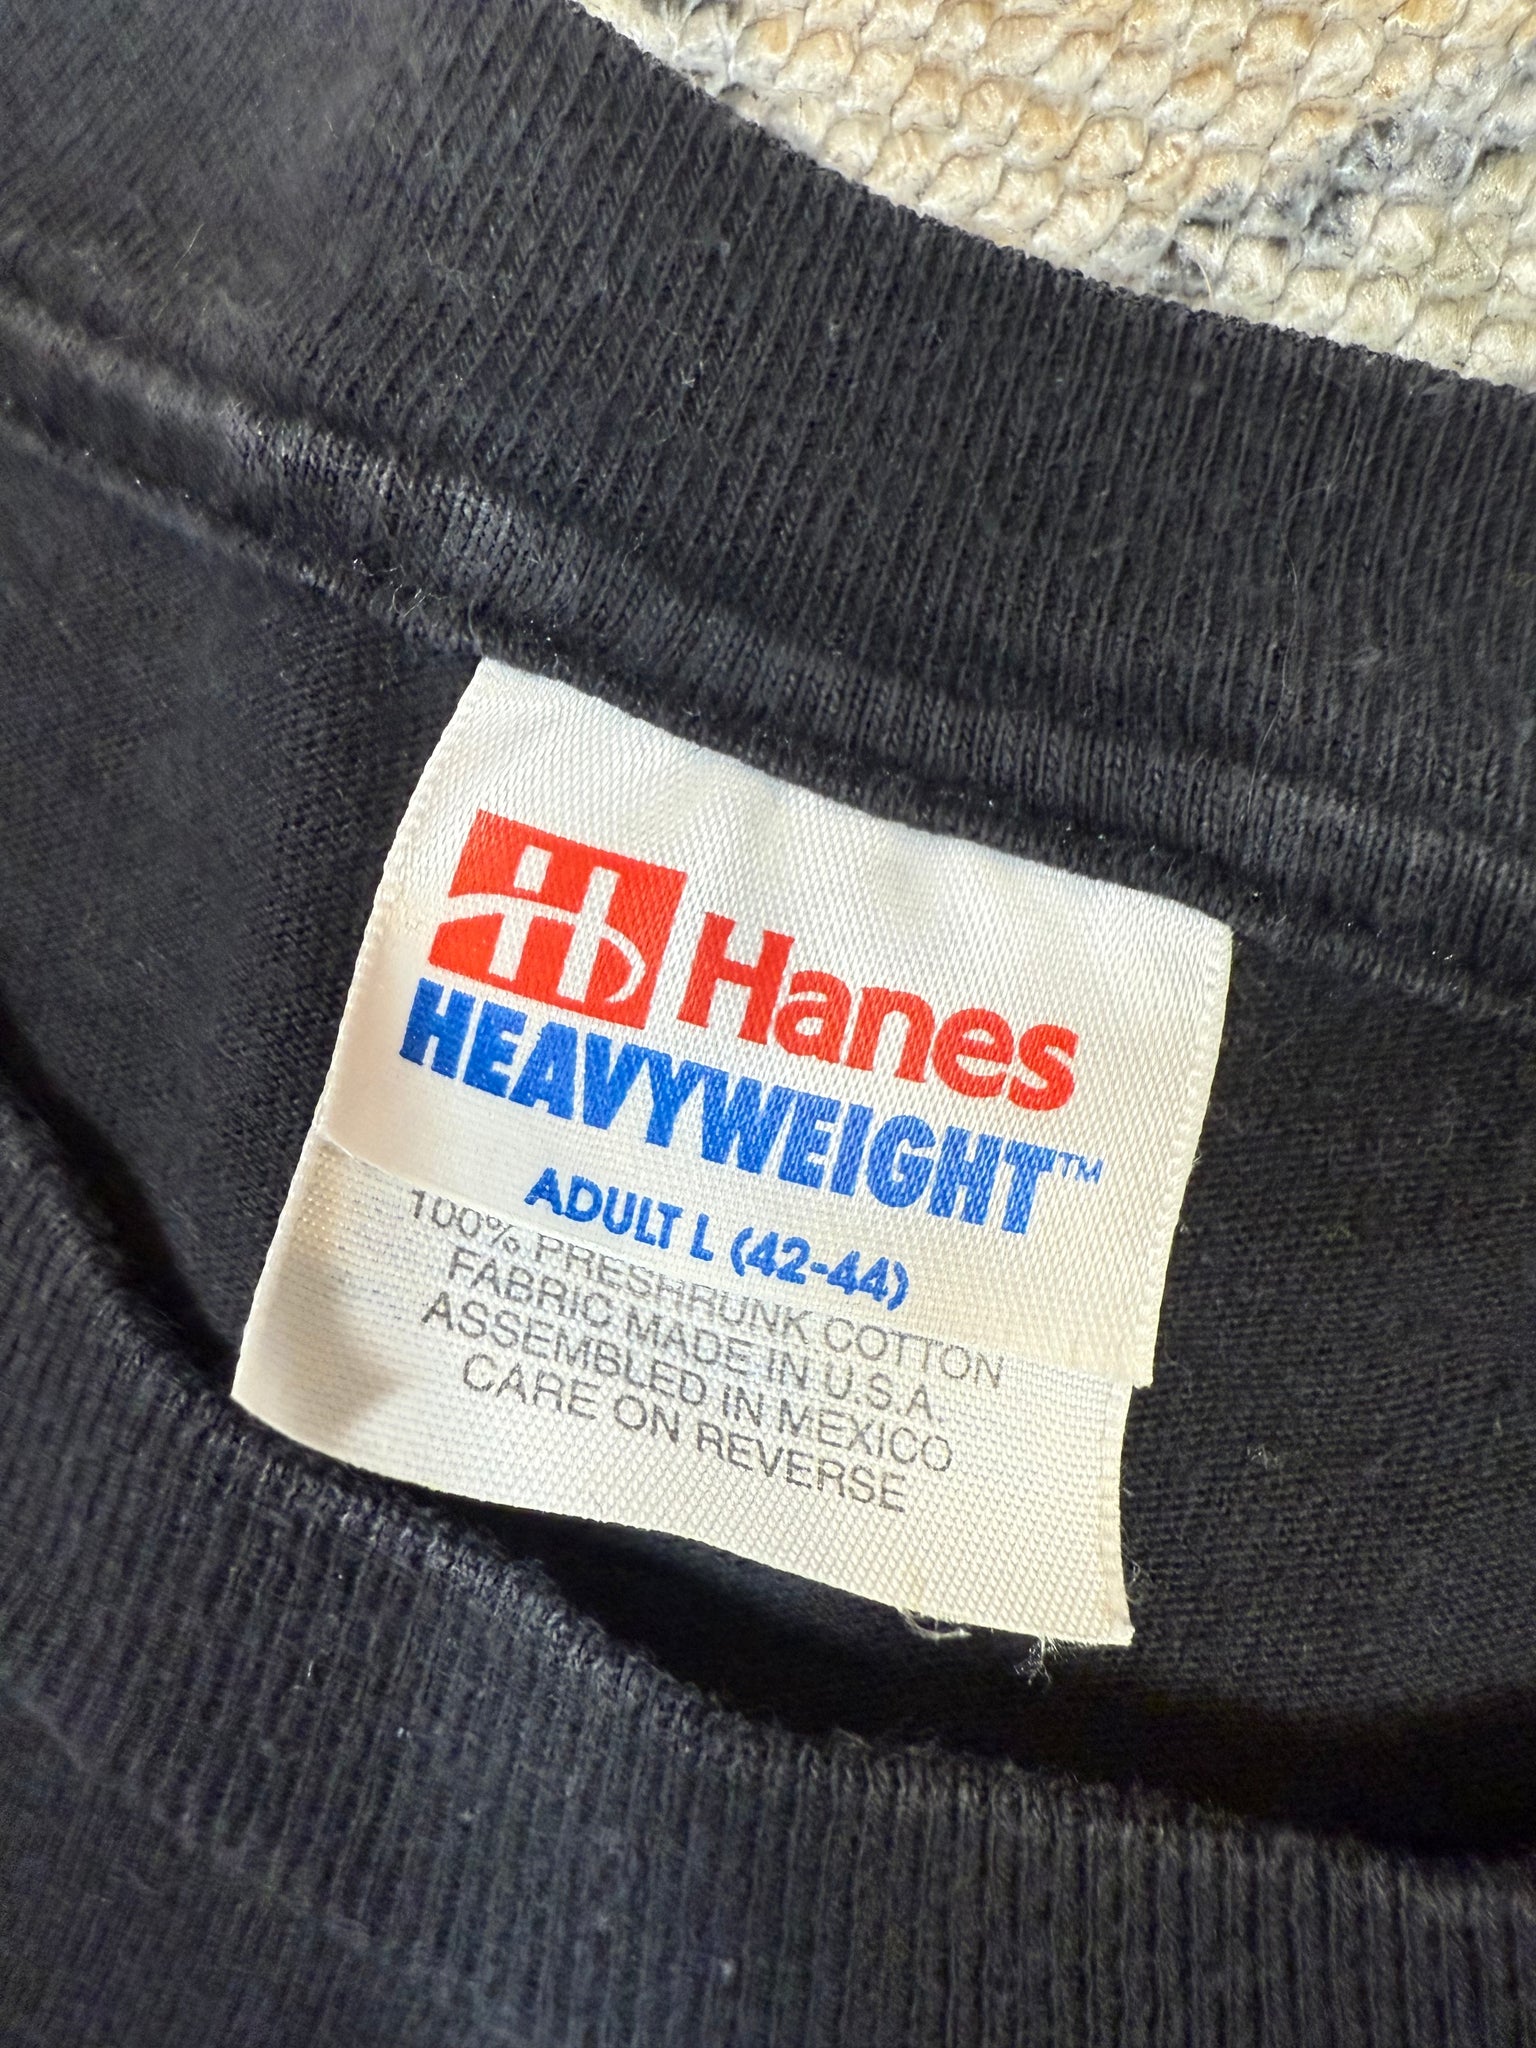 Hanes
HEAVYWEIGHT™
ADULT L (42-44)
100% PRESHRUNK COTTON
FABRIC MADE IN U.S.A.
ASSEMBLED IN MEXICO
CARE ON REVERSE